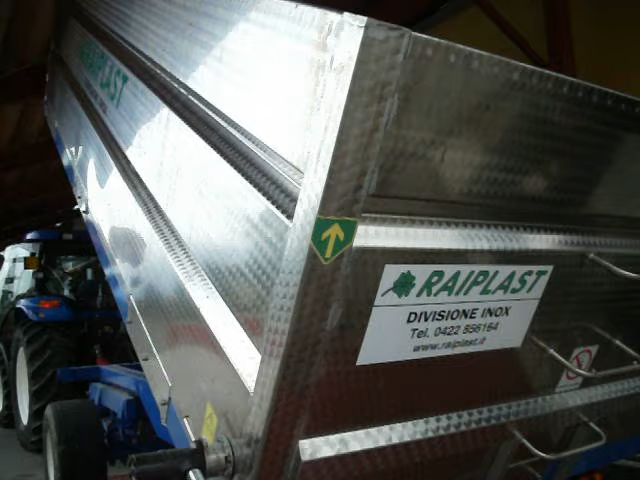 RAIPLAST
RAIPLAST
DIVISIONE INOX
Tel. 0422 856164
www.raiplast.it